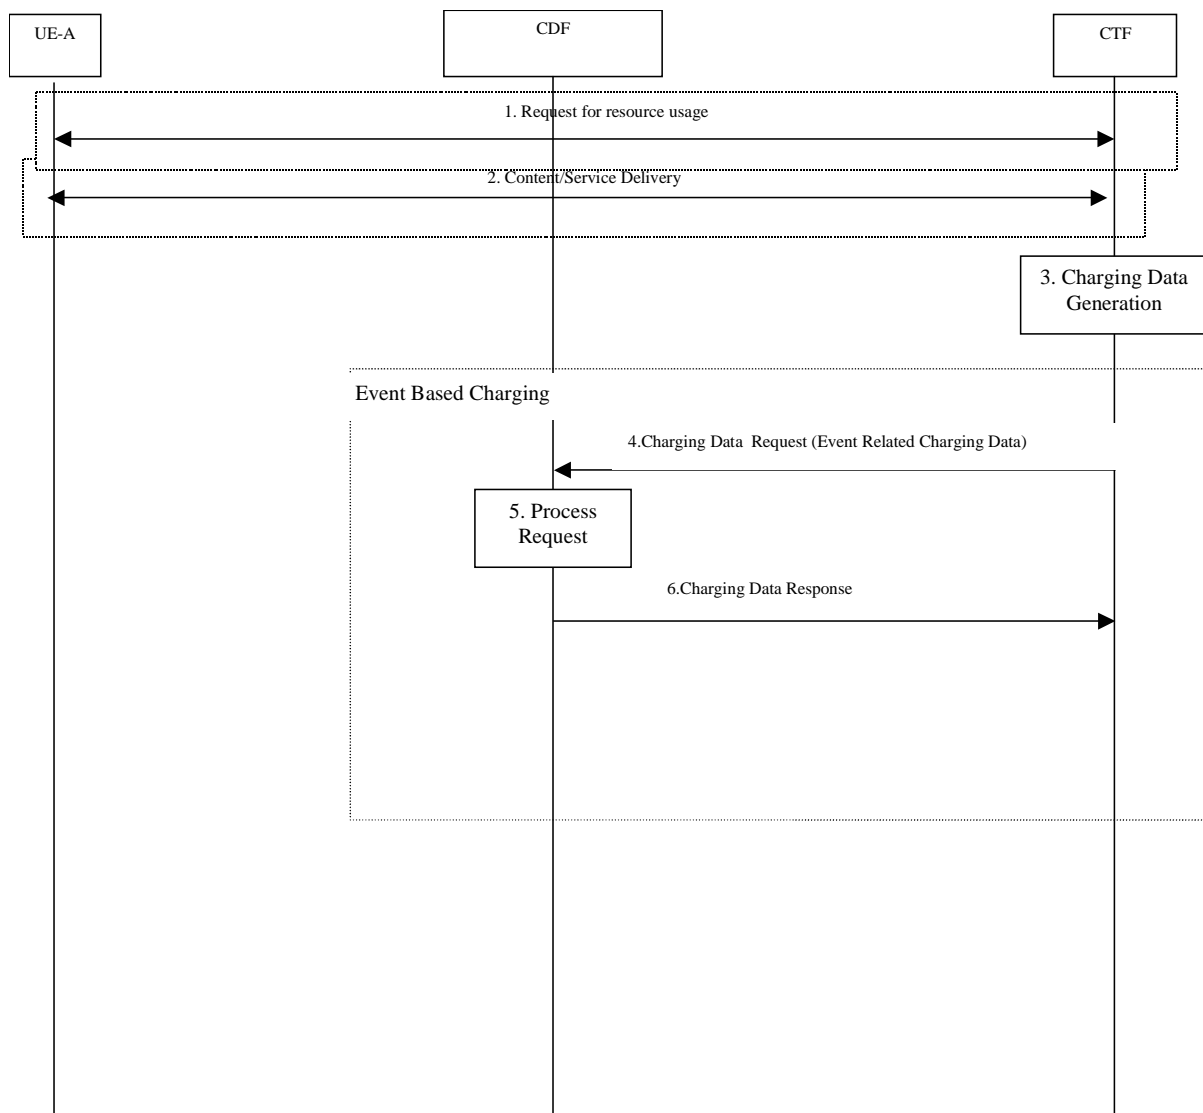 UE-A
CDF
CTF
1. Request for resource usage
2. Content/Service Delivery
3. Charging Data
Generation
Event Based Charging
4.Charging Data  Request (Event Related Charging Data)
5. Process
Request
6.Charging Data Response